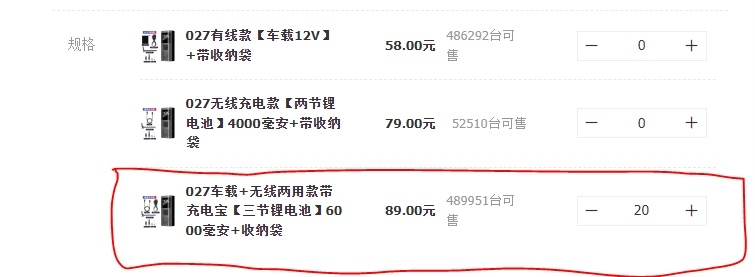 规格
027有线款【车载12V】
+带收纳袋
58.00元
486292台可
售
0
027无线充电款【两节锂
电池】4000毫安+带收纳
袋
79.00元
52510台可售
0
027车载+无线两用款带
充电宝【三节锂电池】60
00毫安+收纳袋
89.00元
489951台可
售
20